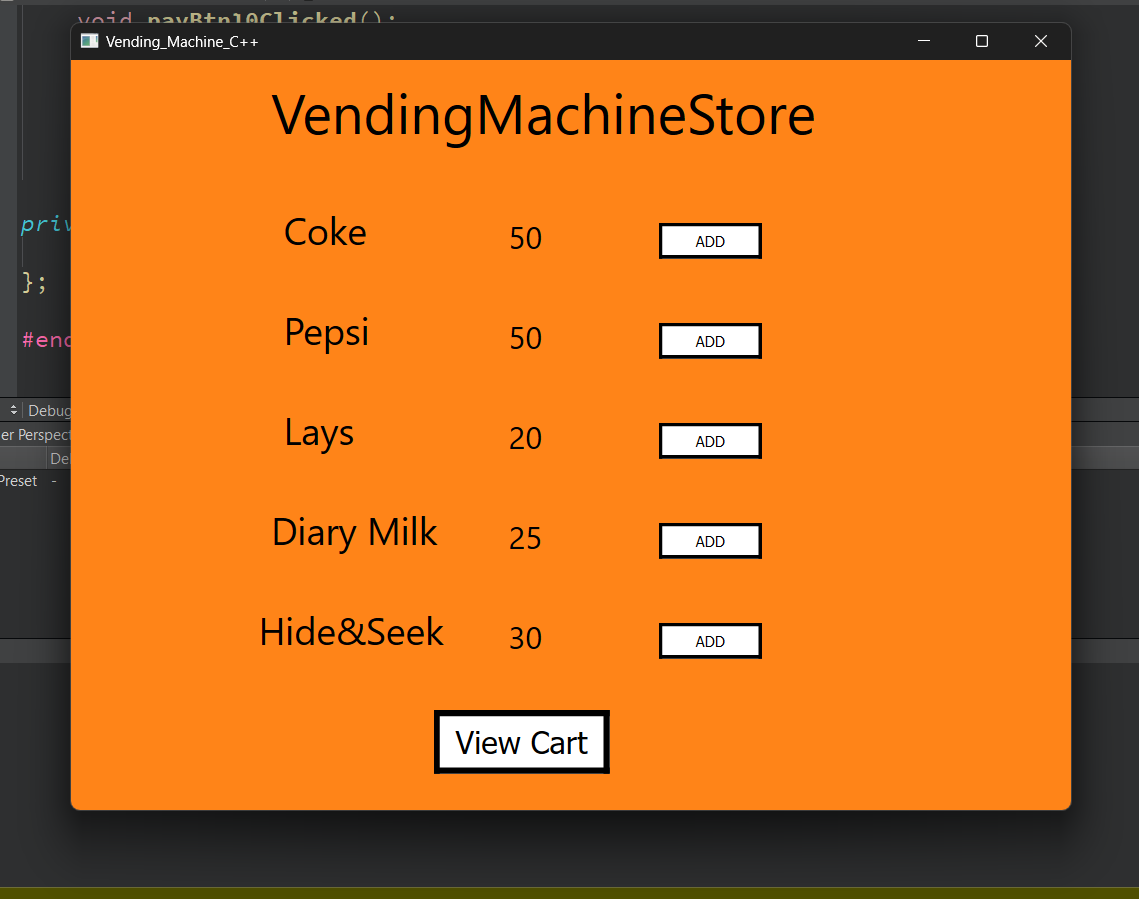 void payBtn10Clicked();
Vending_Machine_C++
VendingMachineStore
Coke 50 ADD
priv
};
Pepsi 50 ADD
#end
Debug
Lays 20 ADD
er Perspect
De
Preset -
Diary Milk 25 ADD
Hide&Seek 30 ADD
View Cart